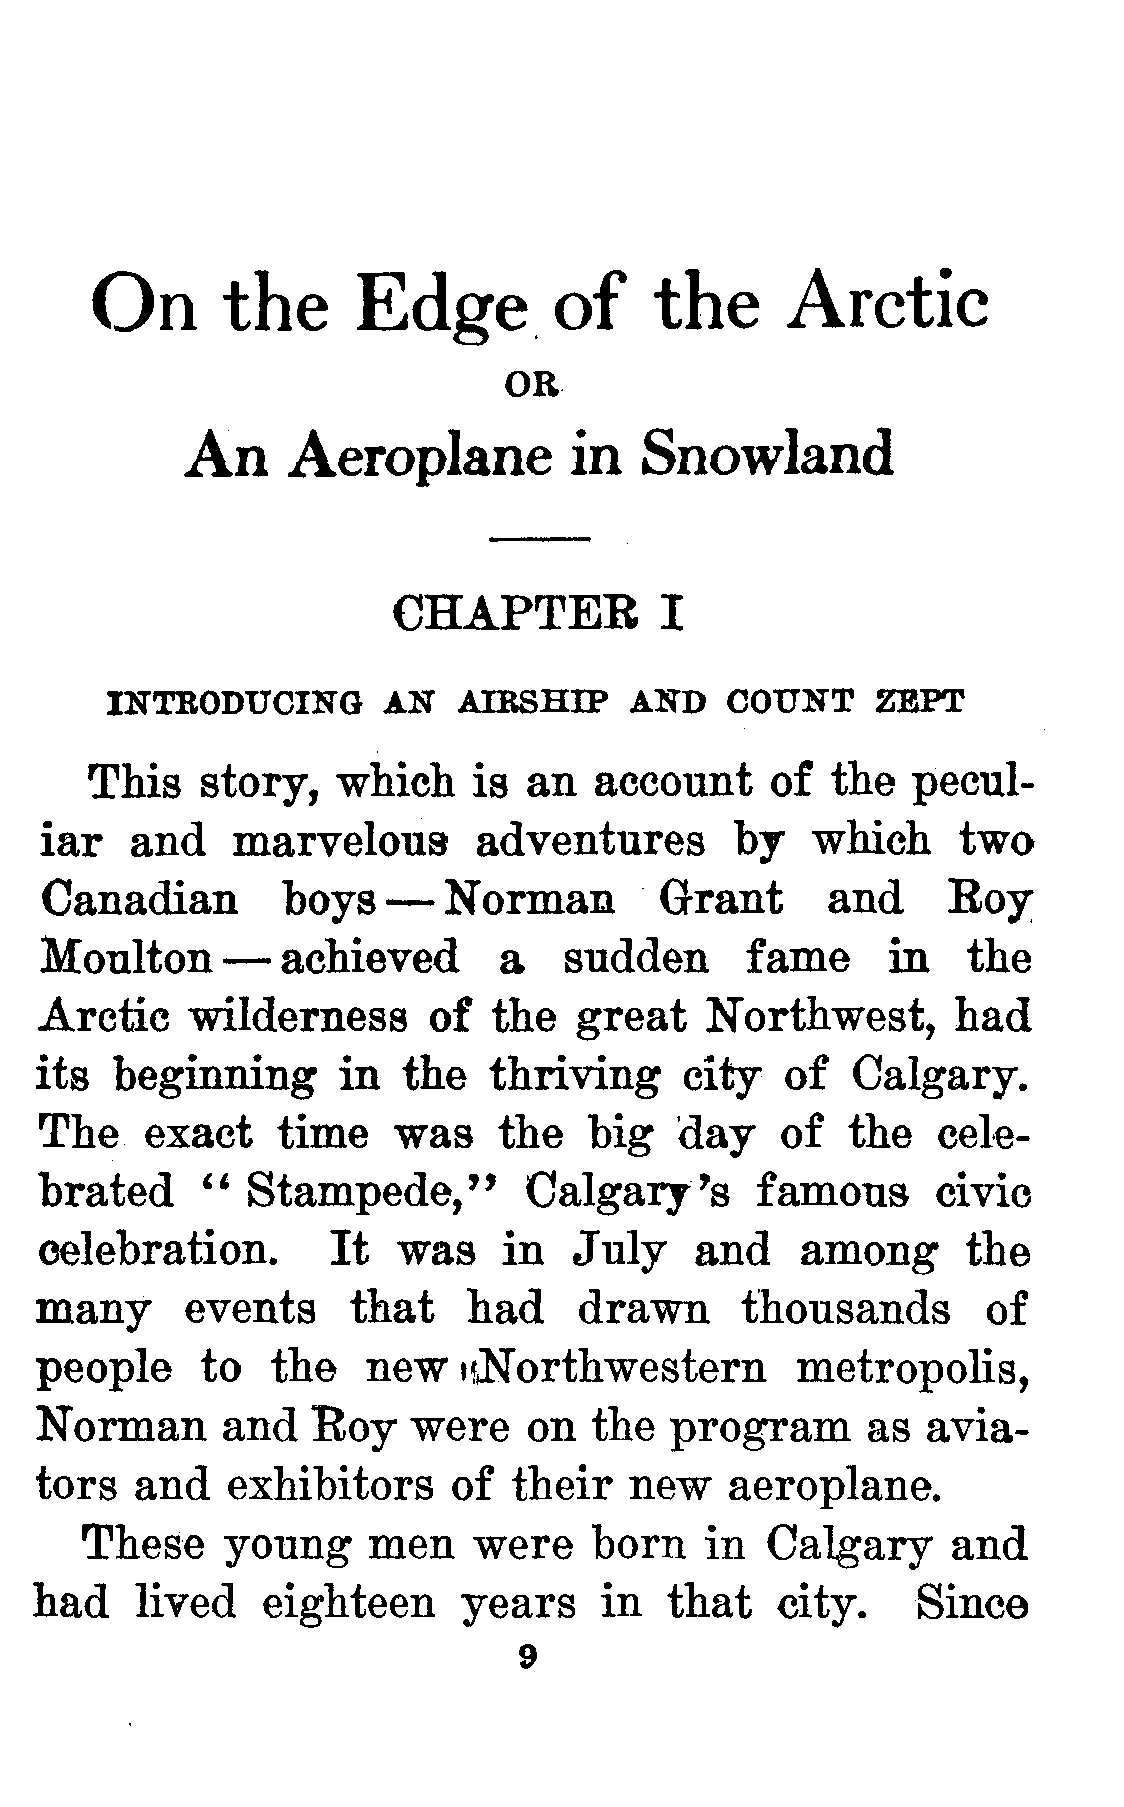 On the Edge of the Arctic
OR
An Aeroplane in Snowland
CHAPTER I
INTRODUCING AN AIRSHIP AND COUNT ZEPT
This story, which is an account of the pecul-
iar and marvelous adventures by which two
Canadian boys — Norman Grant and Roy
Moulton — achieved a sudden fame in the
Arctic wilderness of the great Northwest, had
its beginning in the thriving city of Calgary.
The exact time was the big day of the cele-
brated “Stampede,” Calgary’s famous civic
celebration. It was in July and among the
many events that had drawn thousands of
people to the new Northwestern metropolis,
Norman and Roy were on the program as avia-
tors and exhibitors of their new aeroplane.
These young men were born in Calgary and
had lived eighteen years in that city. Since
9